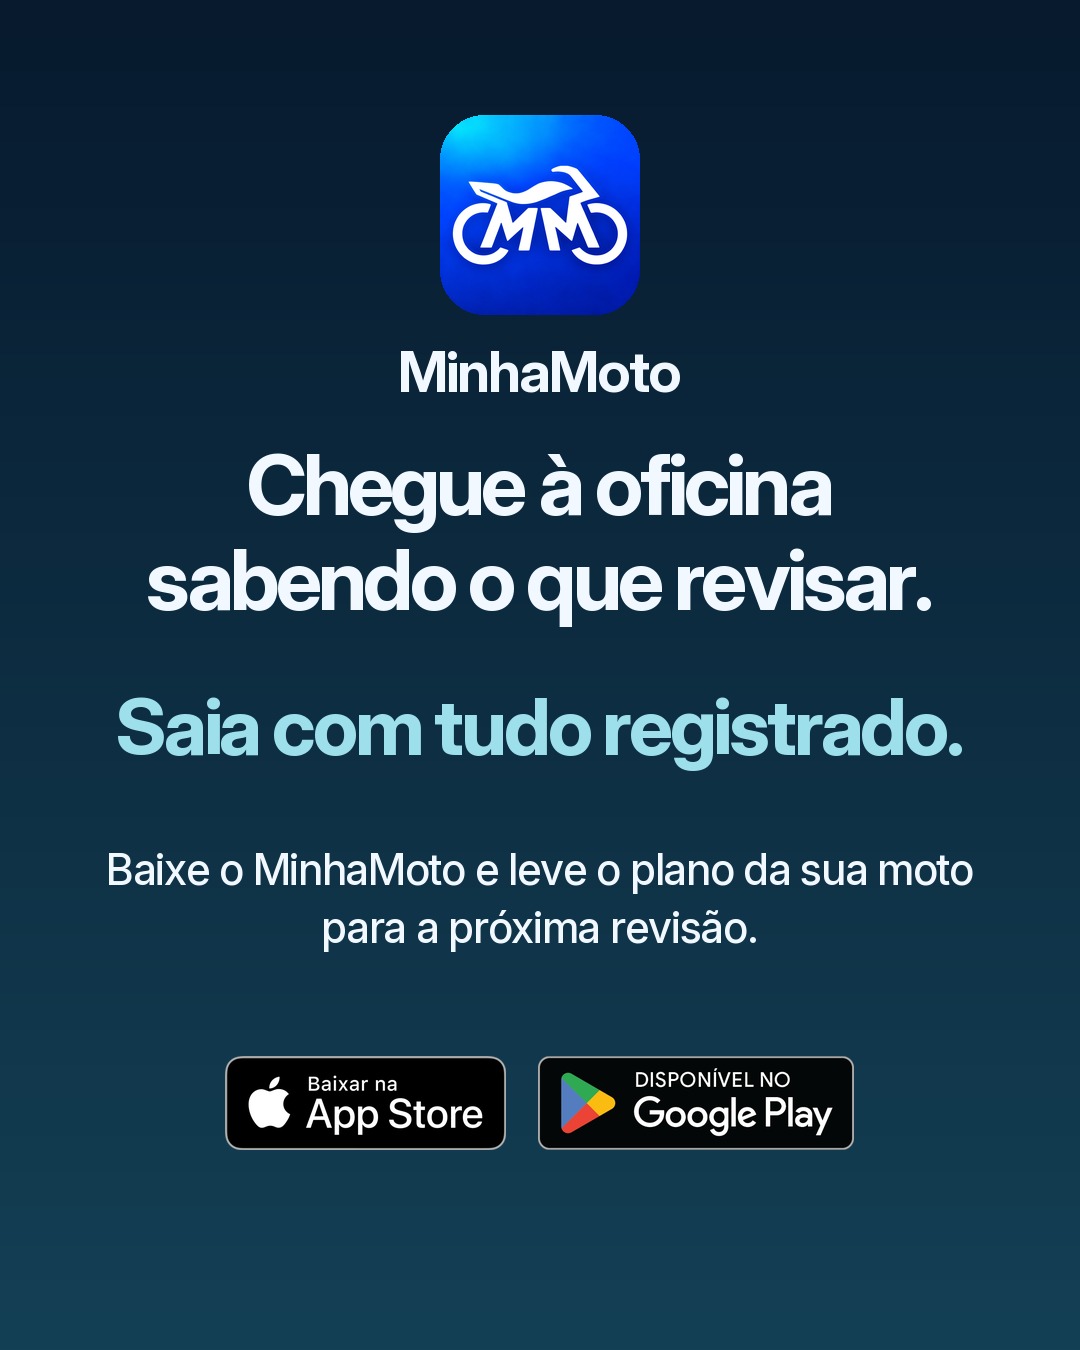 MM
MinhaMoto
Chegue à oficina
sabendo o que revisar.
Saia com tudo registrado.
Baixe o MinhaMoto e leve o plano da sua moto
para a próxima revisão.
Baixar na
App Store
DISPONÍVEL NO
Google Play